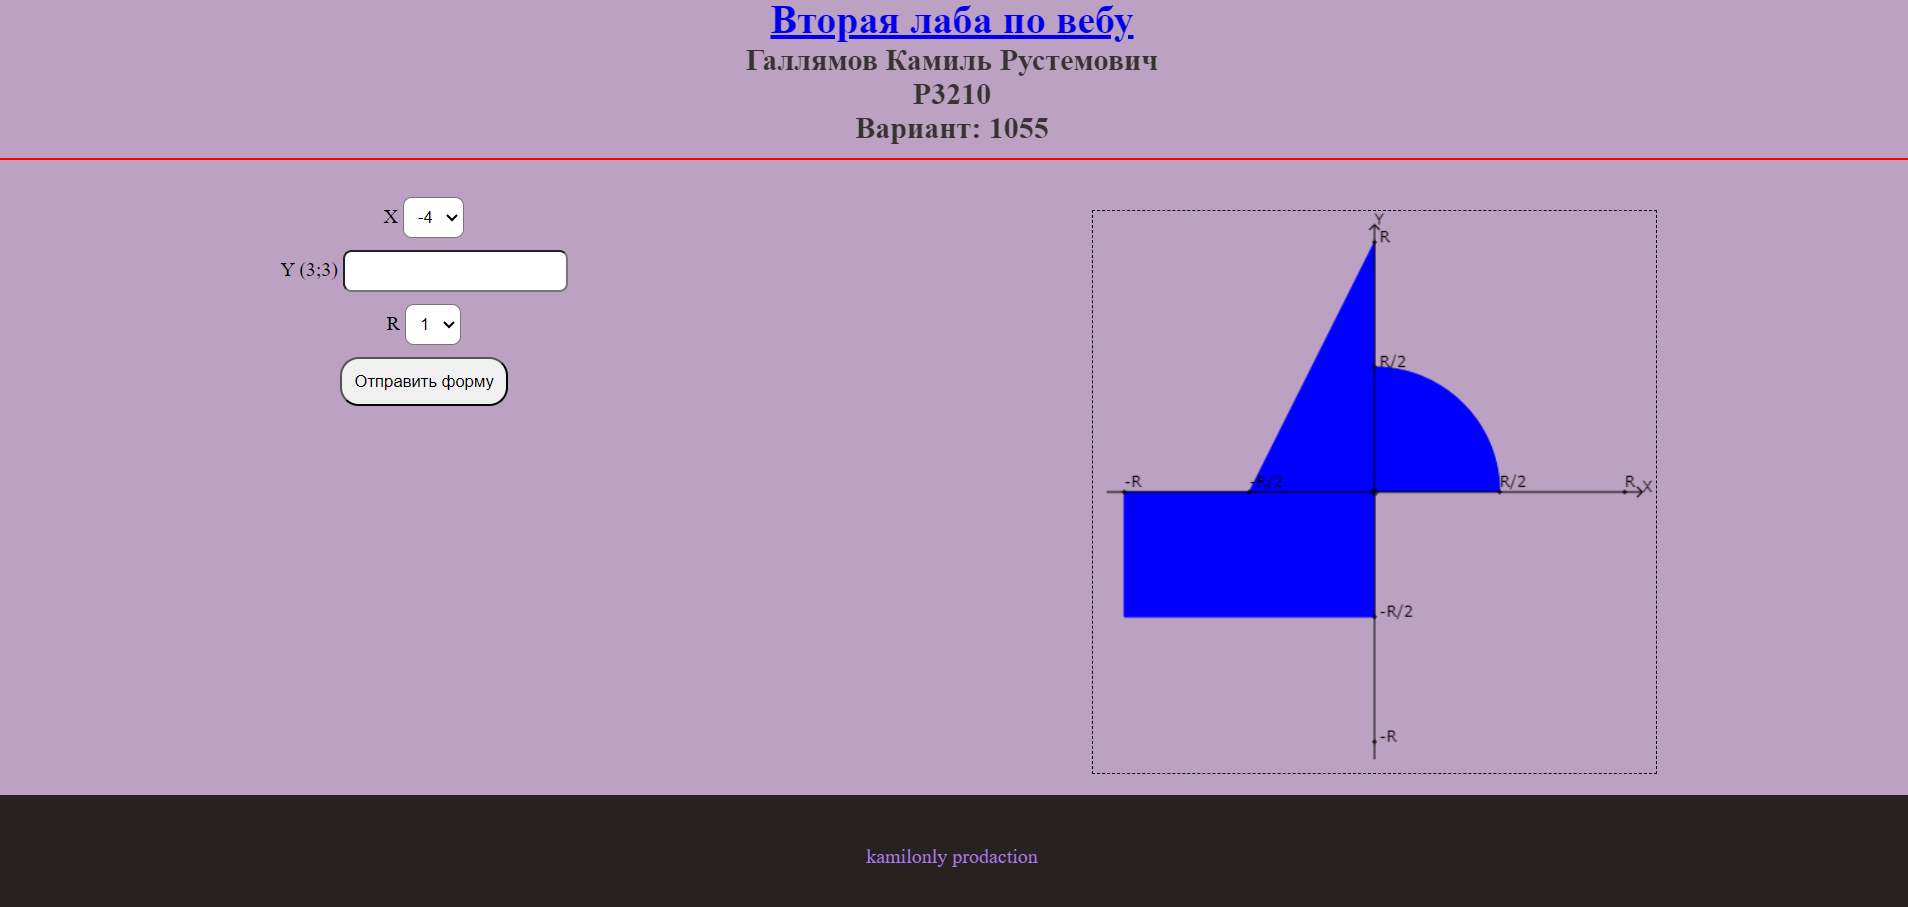 Вторая лаба по вебу
Галлямов Камиль Рустемович
P3210
Вариант: 1055
X -4
Y (3;3)
R 1
Отправить форму
Y
R
R/2
-R
-R/2
R/2
R
X
-R/2
-R
kamilonly prodaction